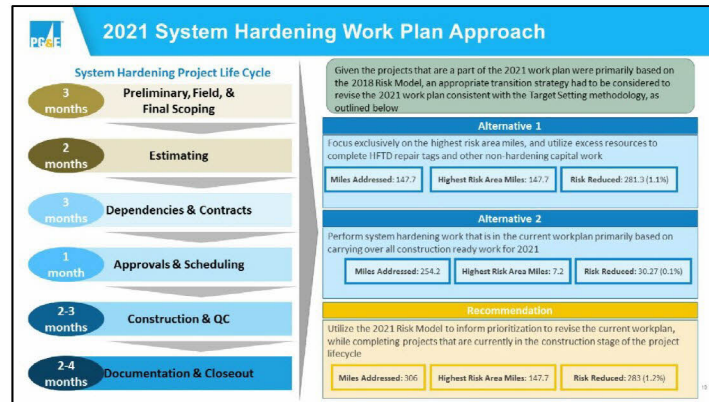 PG&E
2021 System Hardening Work Plan Approach
System Hardening Project Life Cycle
3
months
Preliminary, Field, &
Final Scoping
2
months
Estimating
3
months
Dependencies & Contracts
1
month
Approvals & Scheduling
2-3
months
Construction & QC
2-4
months
Documentation & Closeout
Given the projects that are a part of the 2021 work plan were primarily based on
the 2018 Risk Model, an appropriate transition strategy had to be considered to
revise the 2021 work plan consistent with the Target Setting methodology, as
outlined below
Alternative 1
Focus exclusively on the highest risk area miles, and utilize excess resources to
complete HFTD repair tags and other non-hardening capital work
Miles Addressed: 147.7
Highest Risk Area Miles: 147.7
Risk Reduced: 281.3 (1.1%)
Alternative 2
Perform system hardening work that is in the current workplan primarily based on
carrying over all construction ready work for 2021
Miles Addressed: 254.2
Highest Risk Area Miles: 7.2
Risk Reduced: 30.27 (0.1%)
Recommendation
Utilize the 2021 Risk Model to inform prioritization to revise the current workplan,
while completing projects that are currently in the construction stage of the project
lifecycle
Miles Addressed: 306
Highest Risk Area Miles: 147.7
Risk Reduced: 283 (1.2%)